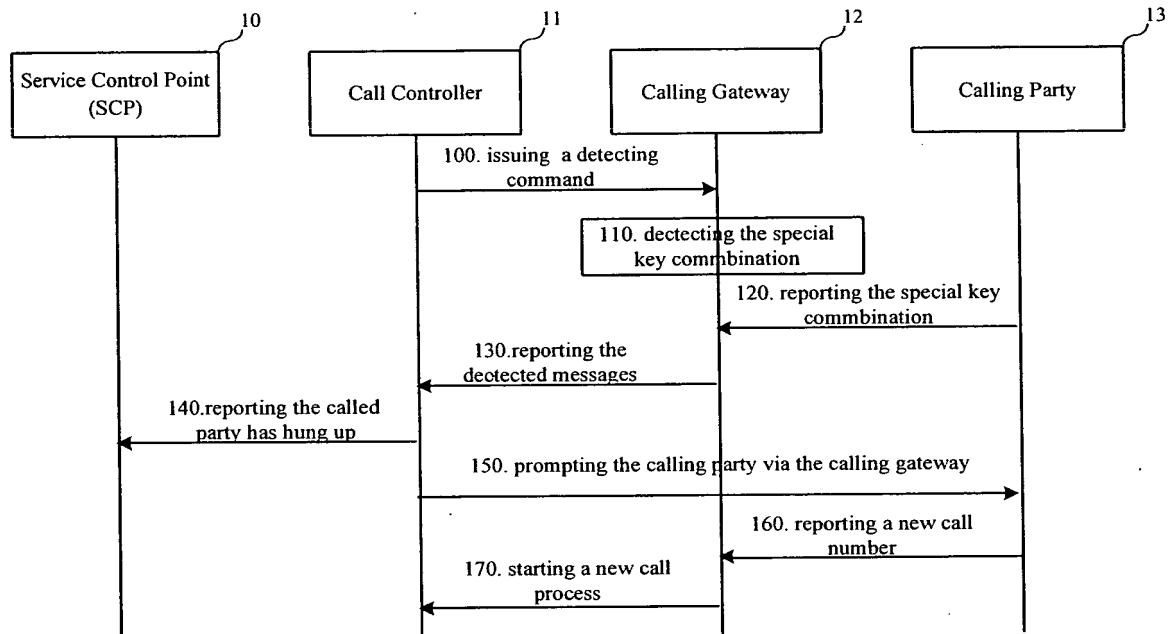 10
11
12
13
Service Control Point
(SCP)
Call Controller
Calling Gateway
Calling Party
100. issuing a detecting
command
110. dectecting the special
key commbination
120. reporting the special key
commbination
130.reporting the
deotected messages
140.reporting the called
party has hung up
150. prompting the calling party via the calling gateway
160. reporting a new call
number
170. starting a new call
process